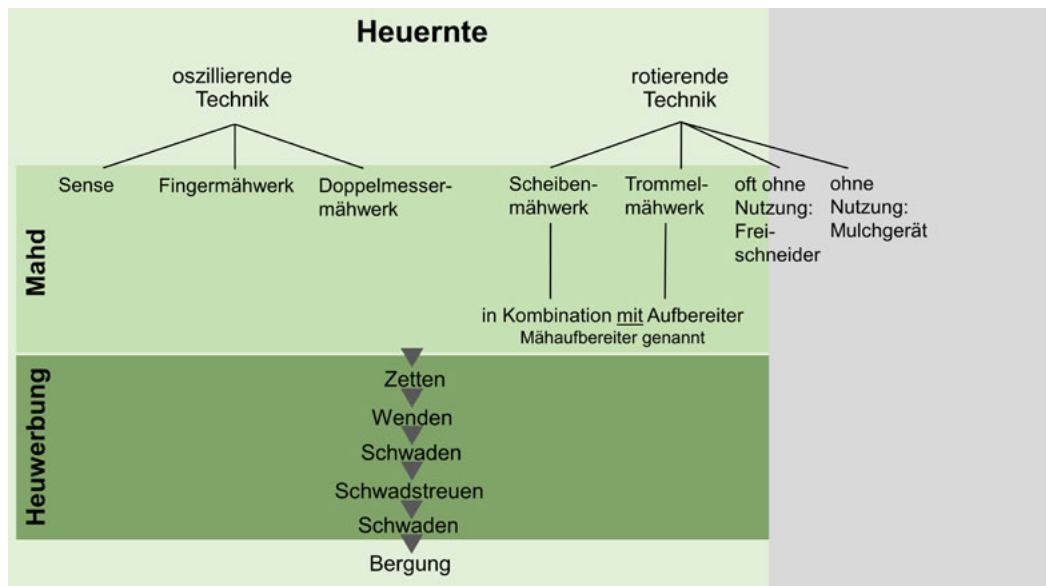 Heuernte
oszillierende
Technik
rotierende
Technik
Mahd
Sense
Fingermähwerk
Doppelmesser-
mähwerk
Scheiben-
mähwerk
Trommel-
mähwerk
oft ohne
Nutzung:
Frei-
schneider
ohne
Nutzung:
Mulchgerät
in Kombination mit Aufbereiter
Mähaufbereiter genannt
Heuwerbung
Zetten
Wenden
Schwaden
Schwadstreuen
Schwaden
Bergung